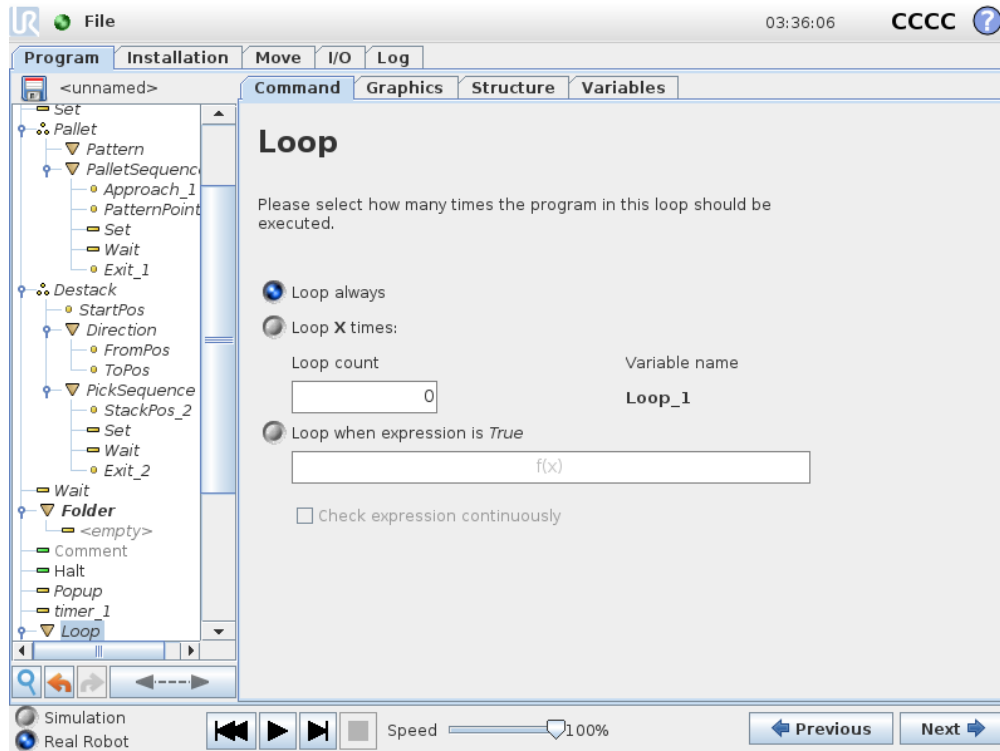 UR File 03:36:06 CCCC ?
Program Installation Move I/O Log
<unnamed> Command Graphics Structure Variables
Set
Pallet
Pattern
PalletSequenc
Approach_1
PatternPoint
Set
Wait
Exit_1
Destack
StartPos
Direction
FromPos
ToPos
PickSequence
StackPos_2
Set
Wait
Exit_2
Wait
Folder
<empty>
Comment
Halt
Popup
timer_1
Loop
Loop
Please select how many times the program in this loop should be
executed.
Loop always
Loop X times:
Loop count Variable name
0 Loop_1
Loop when expression is True
f(x)
Check expression continuously
Simulation
Real Robot
Speed 100%
Previous Next